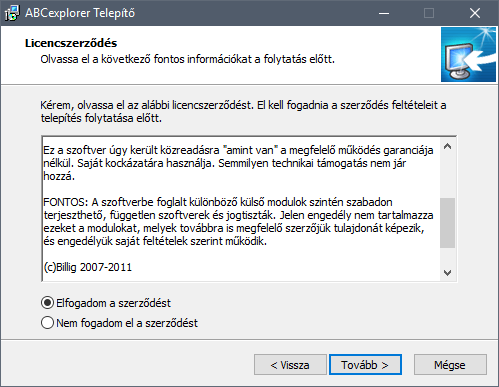 ABCexplorer Telepítő
Licencszerződés
Olvassa el a következő fontos információkat a folytatás előtt.
Kérem, olvassa el az alábbi licencszerződést. El kell fogadnia a szerződés feltételeit a
telepítés folytatása előtt.
Ez a szoftver úgy került közreadásra "amint van" a megfelelő működés garanciája
nélkül. Saját kockázatára használja. Semmilyen technikai támogatás nem jár
hozzá.
FONTOS: A szoftverbe foglalt különböző külső modulok szintén szabadon
terjeszthető, független szoftverek és jogtiszták. Jelen engedély nem tartalmazza
ezeket a modulokat, melyek továbbra is megfelelő szerzőjük tulajdonát képezik,
és engedélyük saját feltételek szerint működik.
(c)Billig 2007-2011
Elfogadom a szerződést
Nem fogadom el a szerződést
< Vissza
Tovább >
Mégse